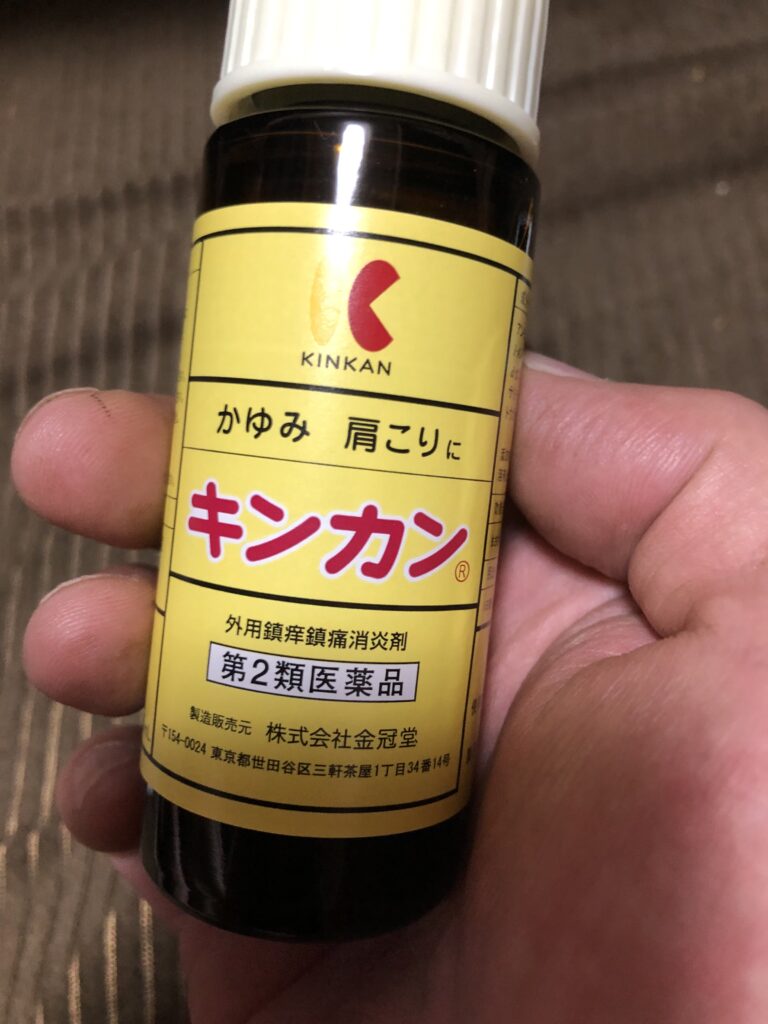 KINKAN
かゆみ 肩こりに
キンカン®
外用鎮痒鎮痛消炎剤
第2類医薬品
製造販売元 株式会社金冠堂
〒154-0024 東京都世田谷区三軒茶屋1丁目34番14号